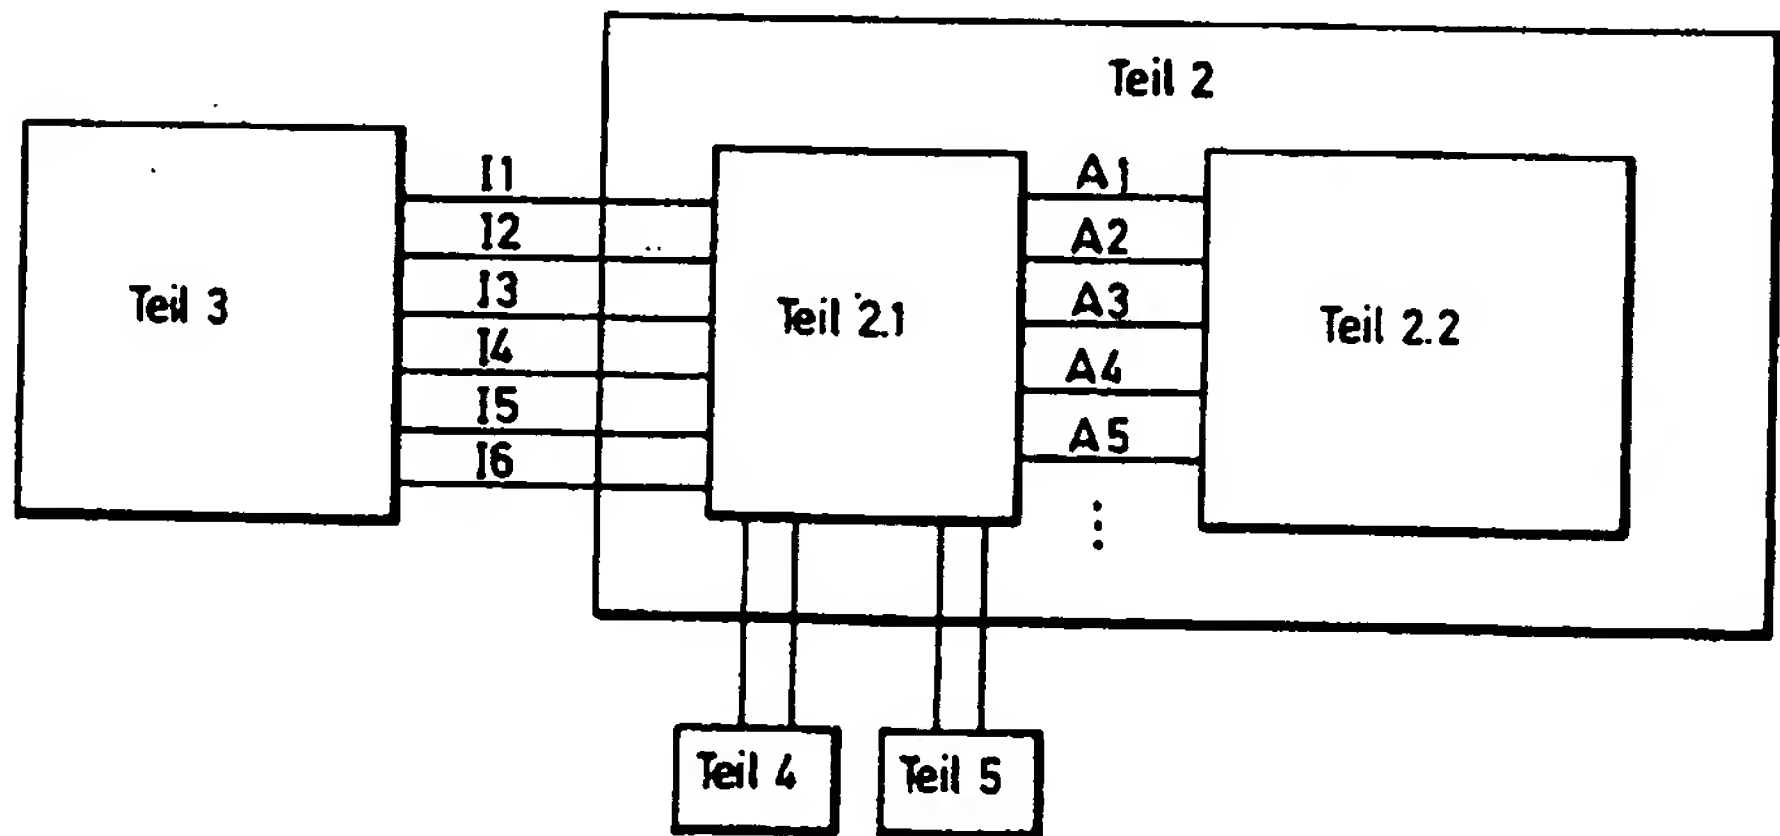 Teil 2
I1
I2
I3
I4
I5
I6
A1
A2
A3
A4
A5
⋮
Teil 3
Teil 2.1
Teil 2.2
Teil 4
Teil 5